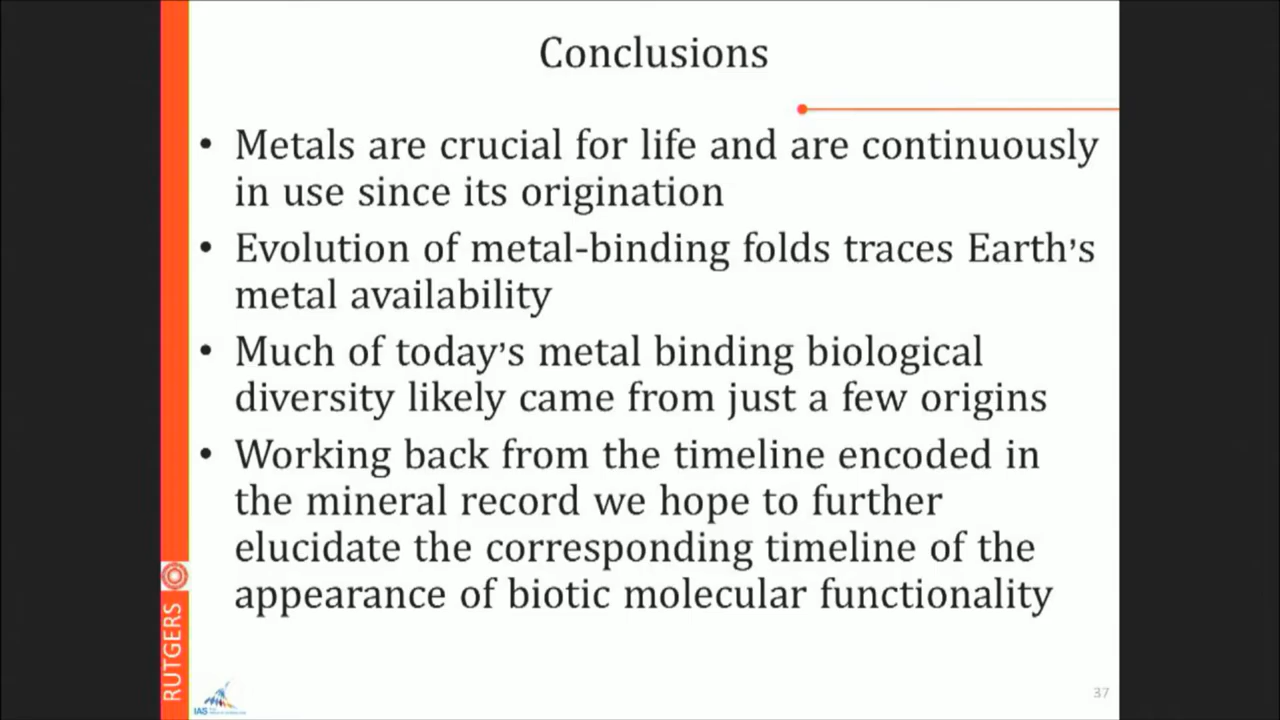 Conclusions
• Metals are crucial for life and are continuously
in use since its origination
• Evolution of metal-binding folds traces Earth's
metal availability
• Much of today's metal binding biological
diversity likely came from just a few origins
• Working back from the timeline encoded in
the mineral record we hope to further
elucidate the corresponding timeline of the
appearance of biotic molecular functionality
RUTGERS
IAS
37